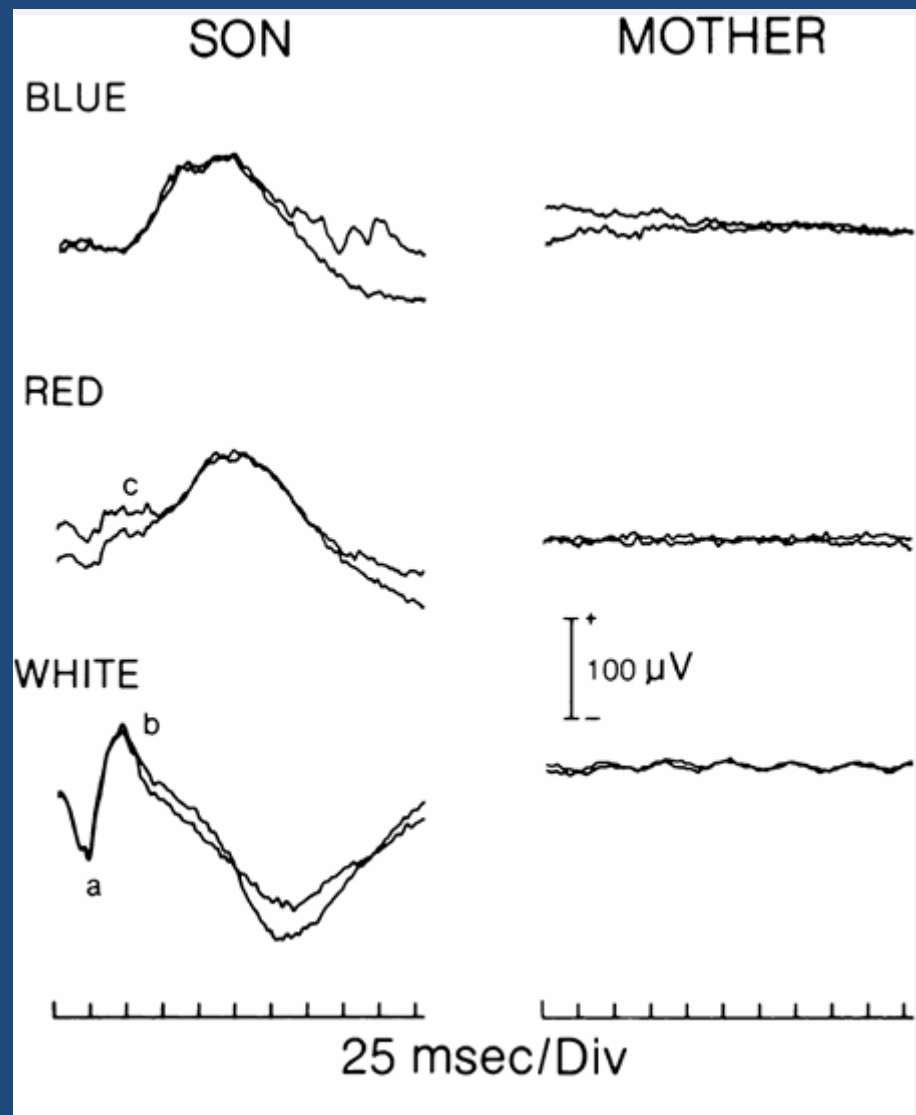 SON MOTHER
BLUE
RED
c
+
100 μV
−
WHITE
b
a
25 msec/Div